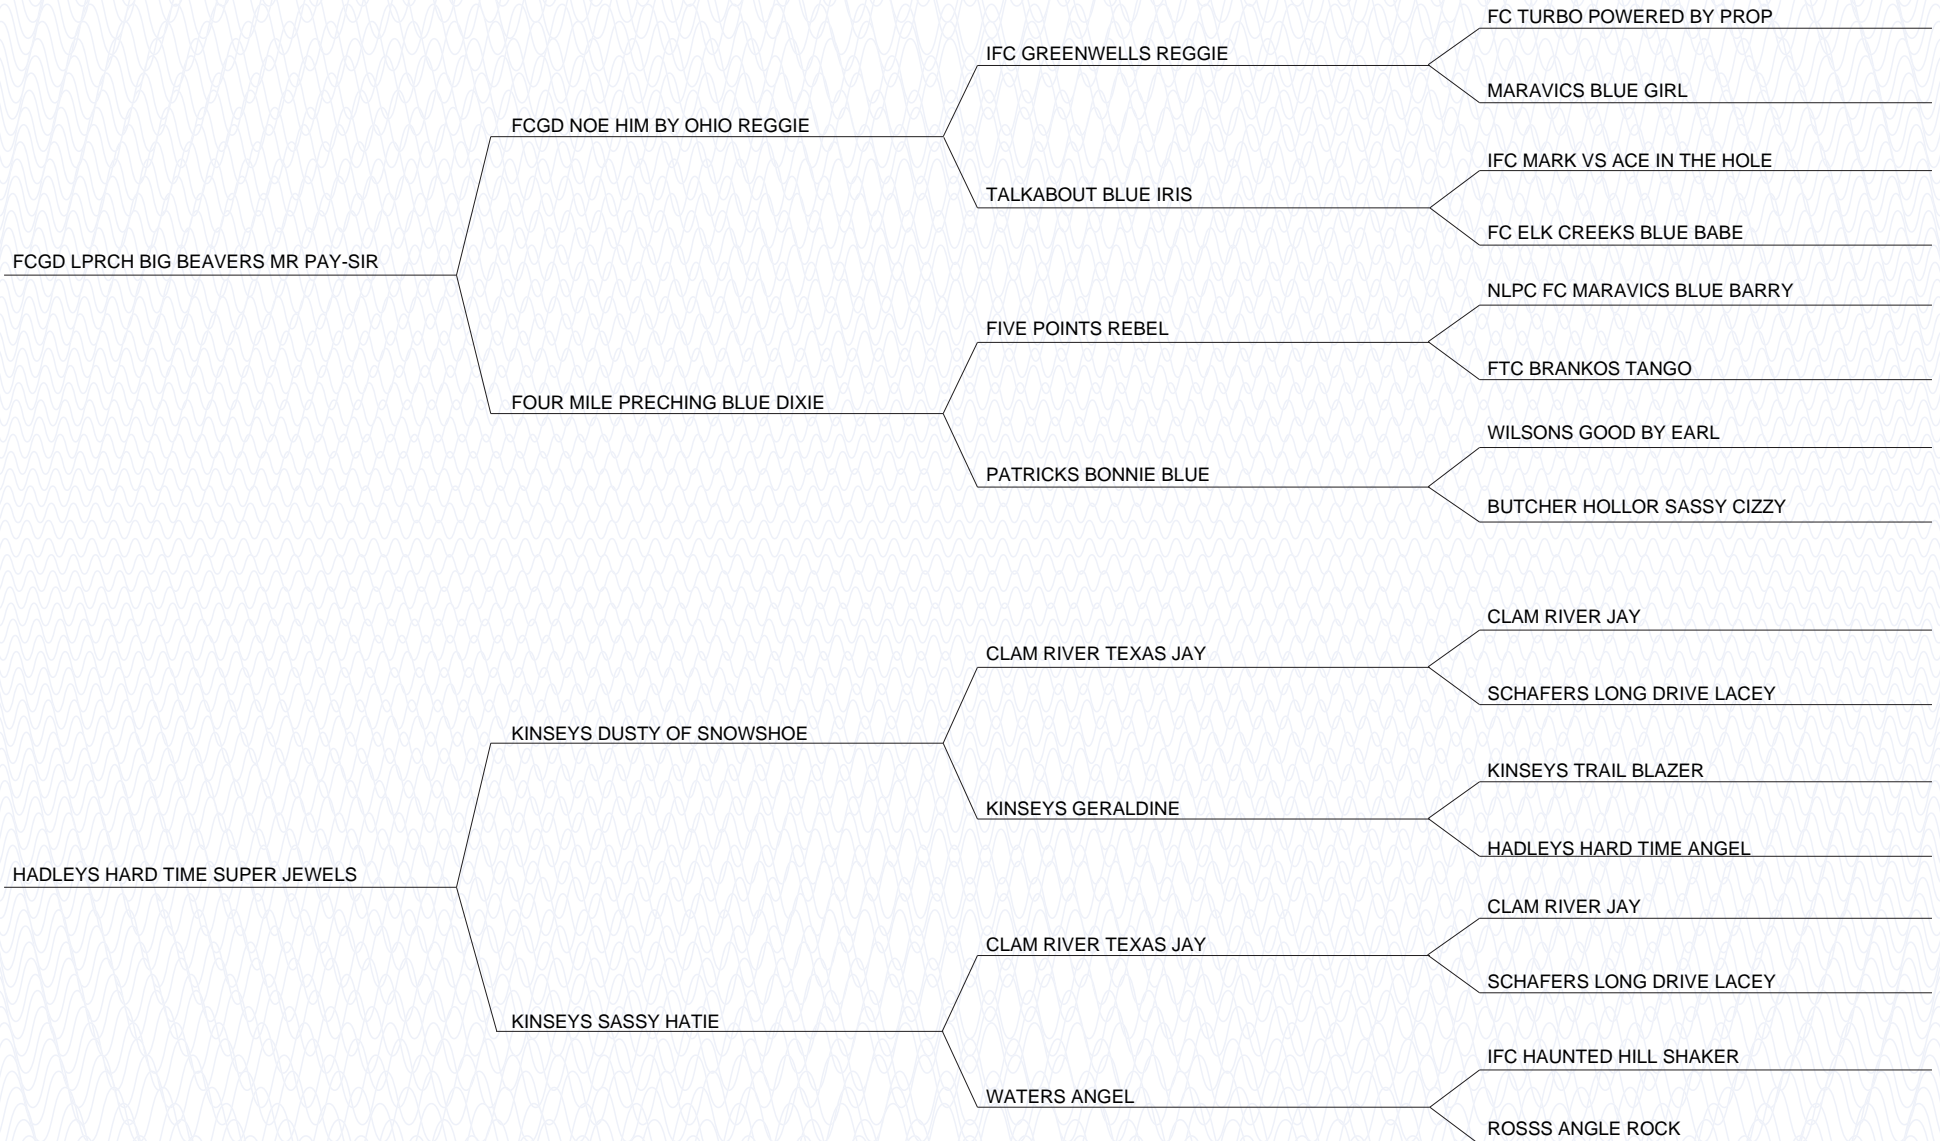 FC TURBO POWERED BY PROP
IFC GREENWELLS REGGIE
MARAVICS BLUE GIRL
FCGD NOE HIM BY OHIO REGGIE
IFC MARK VS ACE IN THE HOLE
TALKABOUT BLUE IRIS
FC ELK CREEKS BLUE BABE
FCGD LPRCH BIG BEAVERS MR PAY-SIR
NLPC FC MARAVICS BLUE BARRY
FIVE POINTS REBEL
FTC BRANKOS TANGO
FOUR MILE PRECHING BLUE DIXIE
WILSONS GOOD BY EARL
PATRICKS BONNIE BLUE
BUTCHER HOLLOR SASSY CIZZY
CLAM RIVER JAY
CLAM RIVER TEXAS JAY
SCHAFERS LONG DRIVE LACEY
KINSEYS DUSTY OF SNOWSHOE
KINSEYS TRAIL BLAZER
KINSEYS GERALDINE
HADLEYS HARD TIME ANGEL
HADLEYS HARD TIME SUPER JEWELS
CLAM RIVER JAY
CLAM RIVER TEXAS JAY
SCHAFERS LONG DRIVE LACEY
KINSEYS SASSY HATIE
IFC HAUNTED HILL SHAKER
WATERS ANGEL
ROSSS ANGLE ROCK